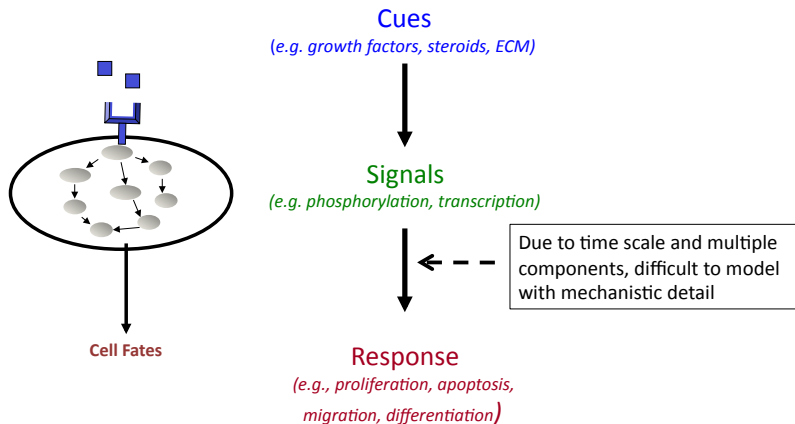 Cues
(e.g. growth factors, steroids, ECM)
Signals
(e.g. phosphorylation, transcription)
Due to time scale and multiple
components, difficult to model
with mechanistic detail
Cell Fates
Response
(e.g., proliferation, apoptosis,
migration, differentiation)